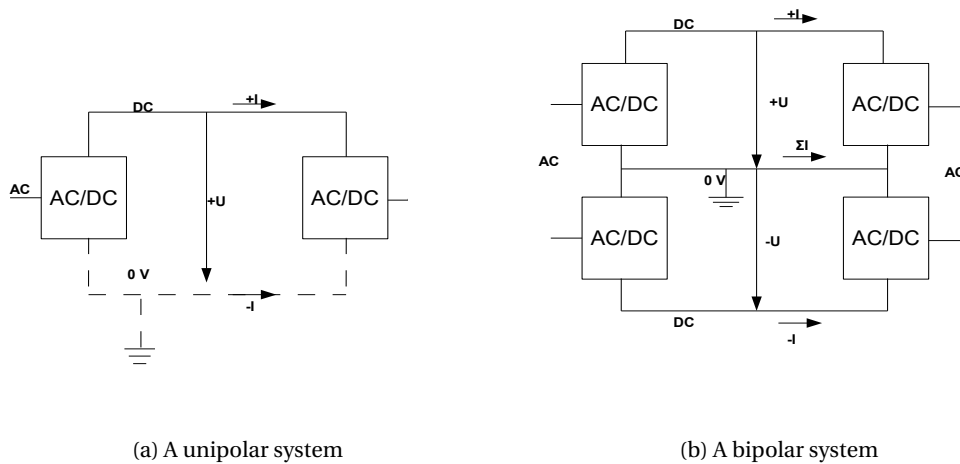 +I
DC
AC
AC/DC
+U
AC/DC
0 V
-I
(a) A unipolar system
+I
DC
AC/DC
+U
AC/DC
AC
ΣI
AC
0 V
AC/DC
-U
AC/DC
DC
-I
(b) A bipolar system